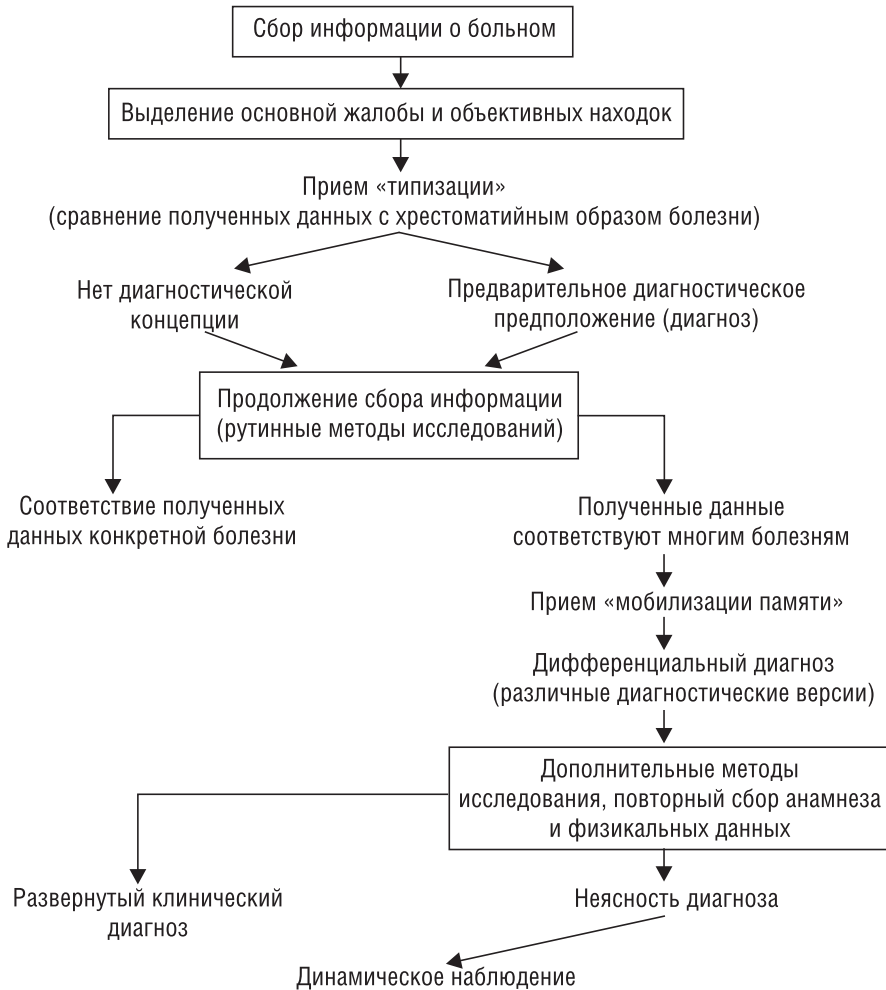 Сбор информации о больном
Выделение основной жалобы и объективных находок
Прием «типизации»
(сравнение полученных данных с хрестоматийным образом болезни)
Нет диагностической
концепции
Предварительное диагностическое
предположение (диагноз)
Продолжение сбора информации
(рутинные методы исследований)
Соответствие полученных
данных конкретной болезни
Полученные данные
соответствуют многим болезням
Прием «мобилизации памяти»
Дифференциальный диагноз
(различные диагностические версии)
Дополнительные методы
исследования, повторный сбор анамнеза
и физикальных данных
Развернутый клинический
диагноз
Неясность диагноза
Динамическое наблюдение